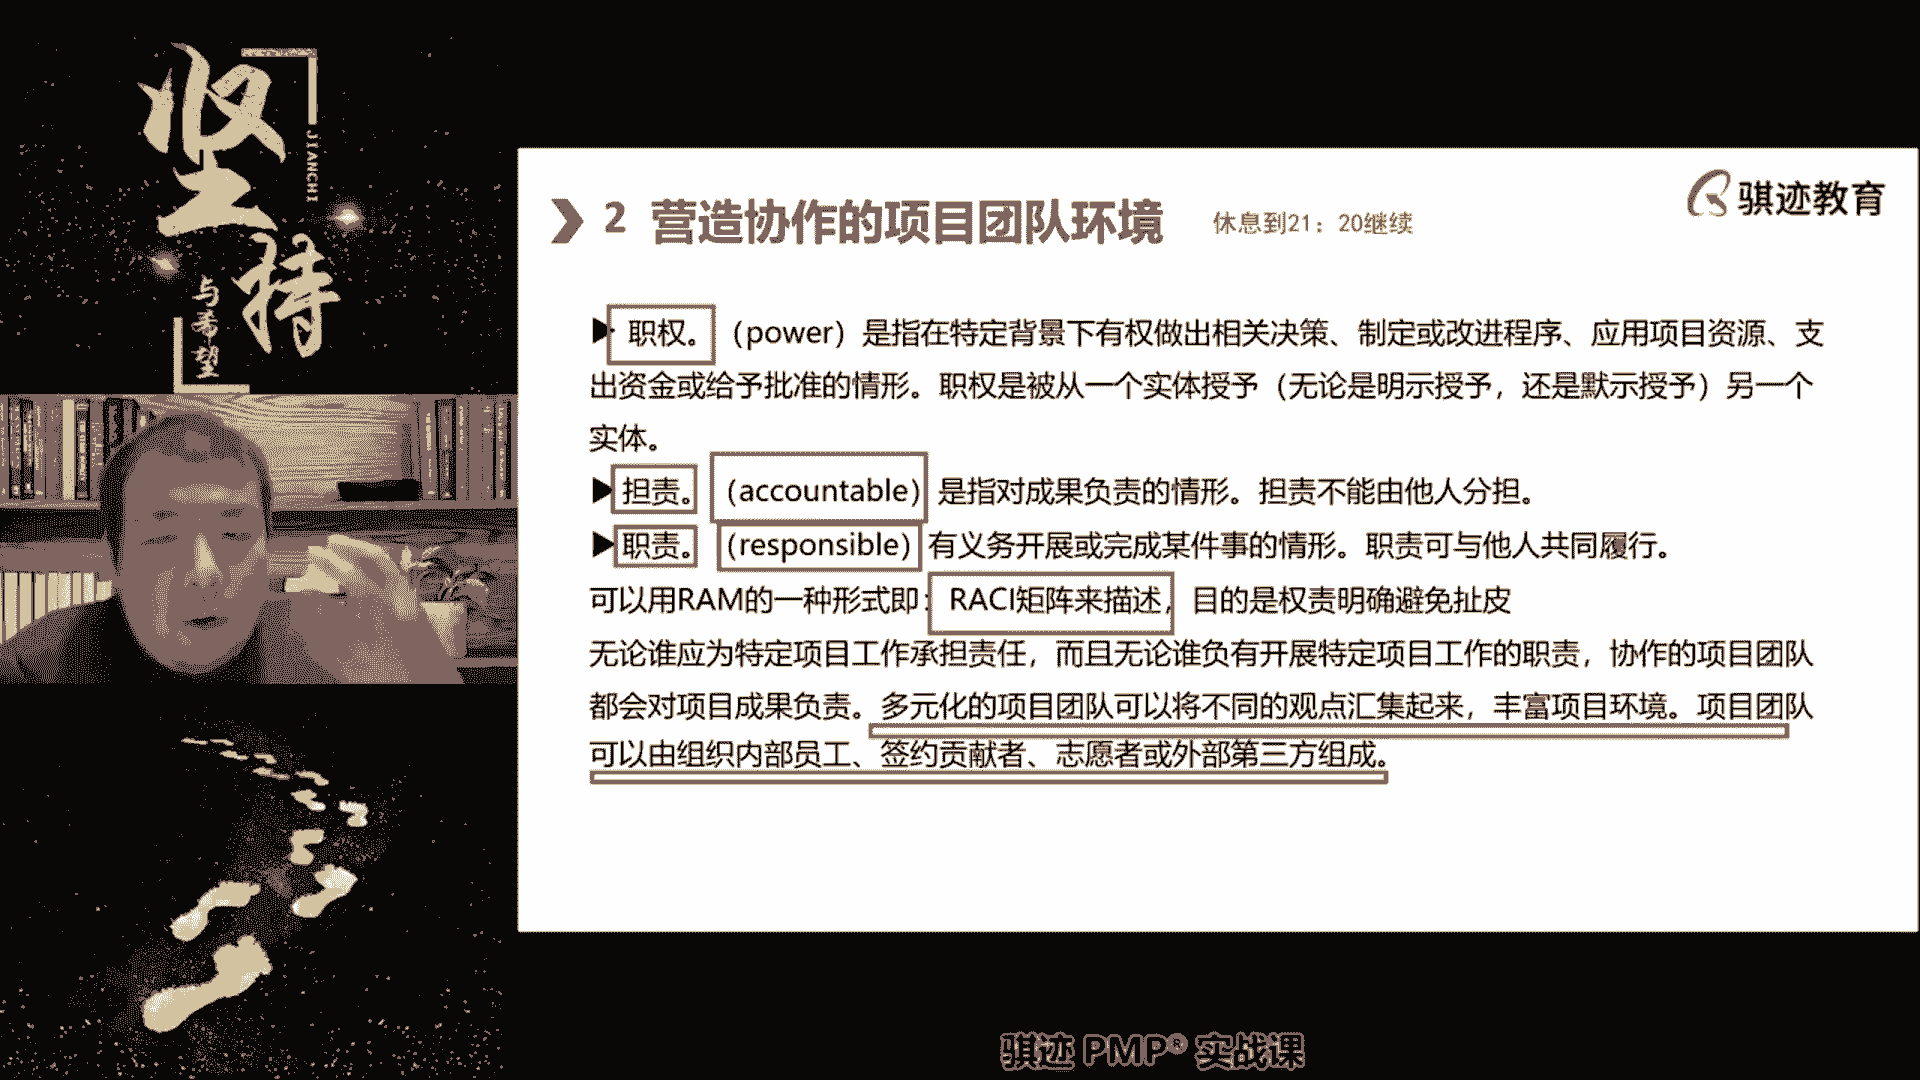 坚持
JIANCHI
与希望
2 营造协作的项目团队环境
休息到21：20继续
骐迹教育
职权。（power）是指在特定背景下有权做出相关决策、制定或改进程序、应用项目资源、支
出资金或给予批准的情形。职权是被从一个实体授予（无论是明示授予，还是默示授予）另一个
实体。
担责。（accountable）是指对成果负责的情形。担责不能由他人分担。
职责。（responsible）有义务开展或完成某件事的情形。职责可与他人共同履行。
可以用RAM的一种形式即：RACI矩阵来描述，目的是权责明确避免扯皮
无论谁应为特定项目工作承担责任，而且无论谁负有开展特定项目工作的职责，协作的项目团队
都会对项目成果负责。多元化的项目团队可以将不同的观点汇集起来，丰富项目环境。项目团队
可以由组织内部员工、签约贡献者、志愿者或外部第三方组成。
骐迹 PMP® 实战课